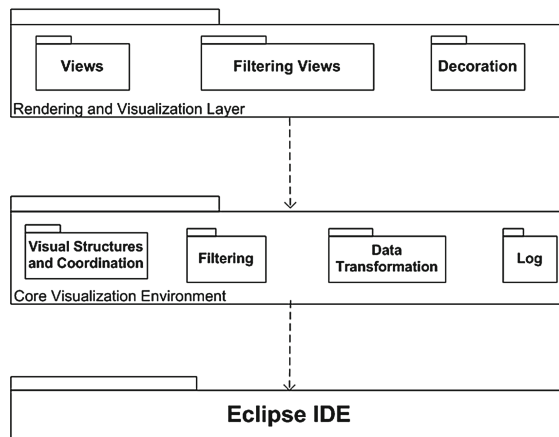 Views
Filtering Views
Decoration
Rendering and Visualization Layer
Visual Structures
and Coordination
Filtering
Data
Transformation
Log
Core Visualization Environment
Eclipse IDE